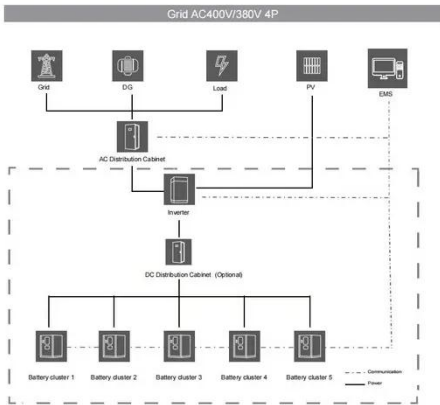 Grid AC400V/380V 4P
Grid
DG
Load
PV
EMS
AC Distribution Cabinet
Inverter
DC Distribution Cabinet (Optional)
Battery cluster 1
Battery cluster 2
Battery cluster 3
Battery cluster 4
Battery cluster 5
Communication
Power